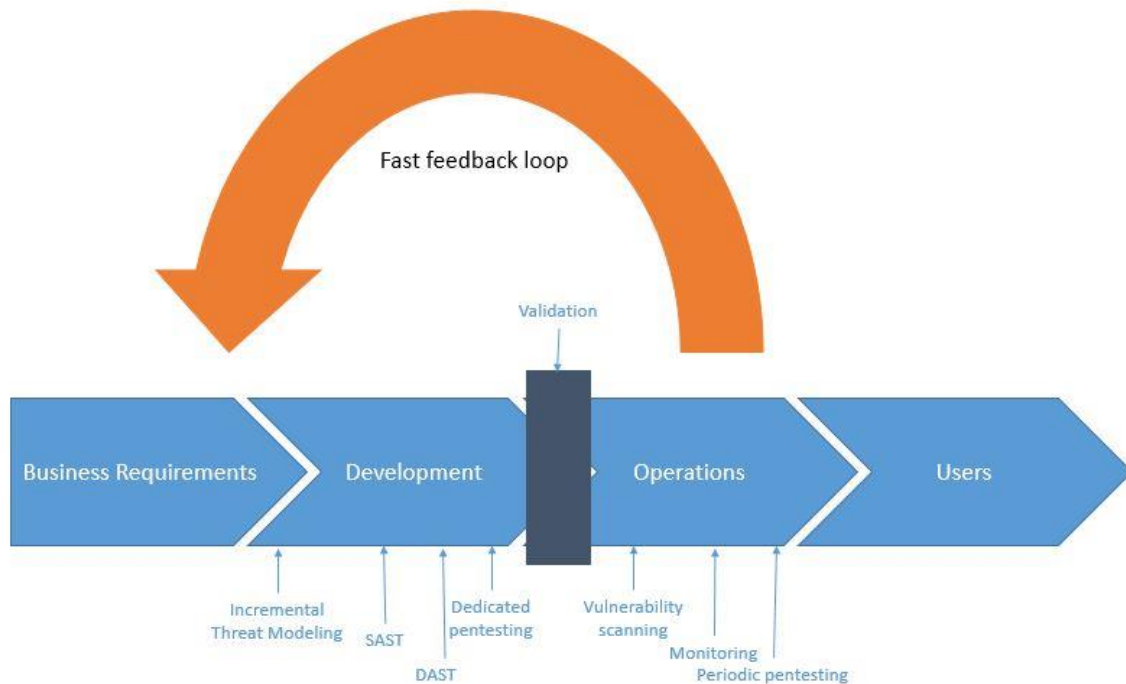 Fast feedback loop
Validation
Business Requirements
Development
Operations
Users
Incremental
Threat Modeling
SAST
DAST
Dedicated
pentesting
Vulnerability
scanning
Monitoring
Periodic pentesting